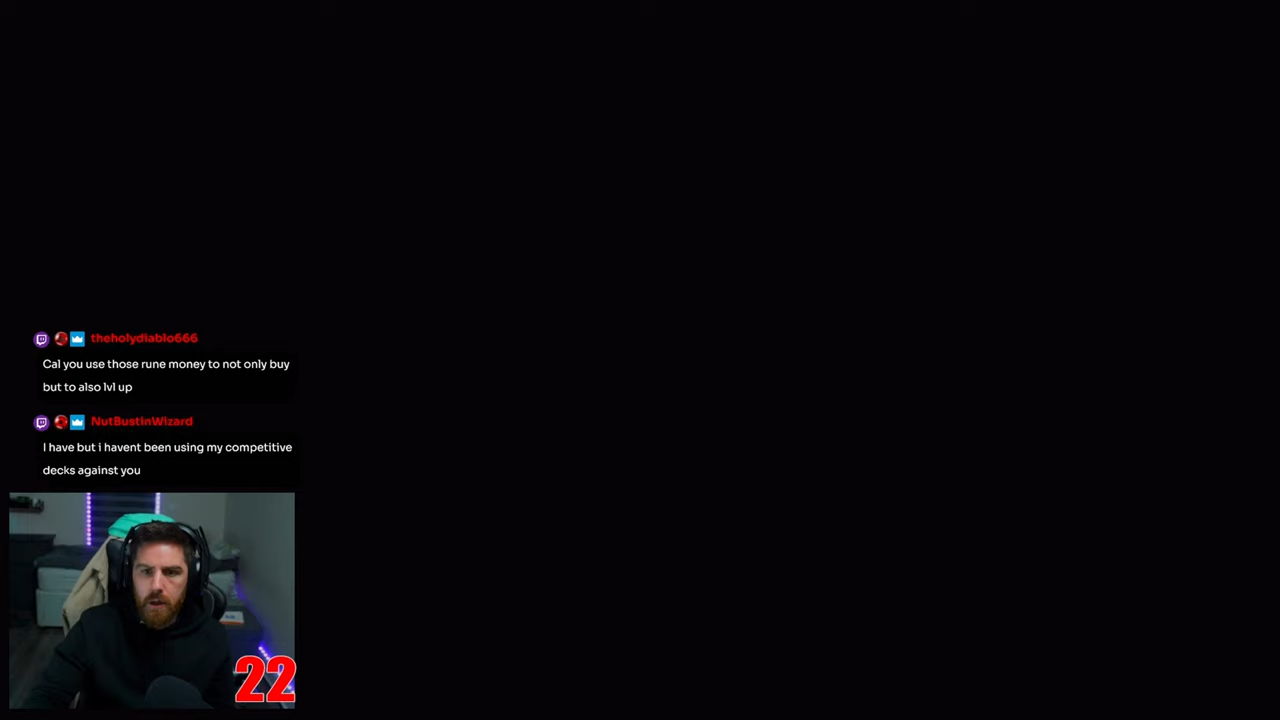 theholydiablo666
Cal you use those rune money to not only buy
but to also lvl up
NutBustinWizard
I have but i havent been using my competitive
decks against you
22